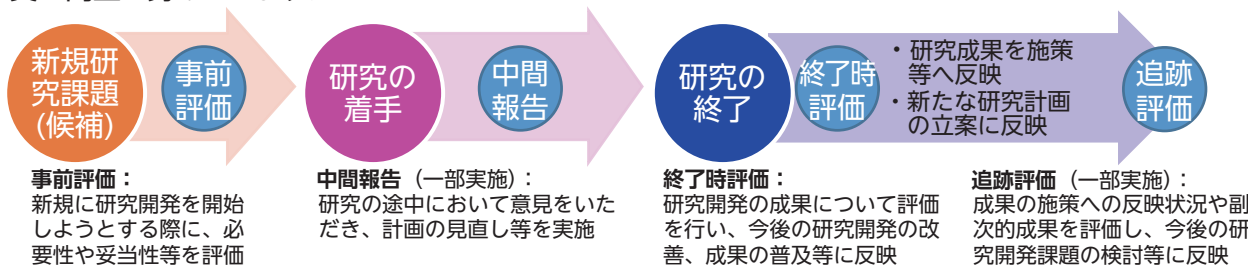 新規研
究課題
(候補)
事前
評価
研究の
着手
中間
報告
研究の
終了
終了時
評価
・研究成果を施策
等へ反映
・新たな研究計画
の立案に反映
追跡
評価
事前評価：
新規に研究開発を開始
しようとする際に、必
要性や妥当性等を評価
中間報告（一部実施）：
研究の途中において意見をいた
だき、計画の見直し等を実施
終了時評価：
研究開発の成果について評価
を行い、今後の研究開発の改
善、成果の普及等に反映
追跡評価（一部実施）：
成果の施策への反映状況や副
次的成果を評価し、今後の研
究開発課題の検討等に反映